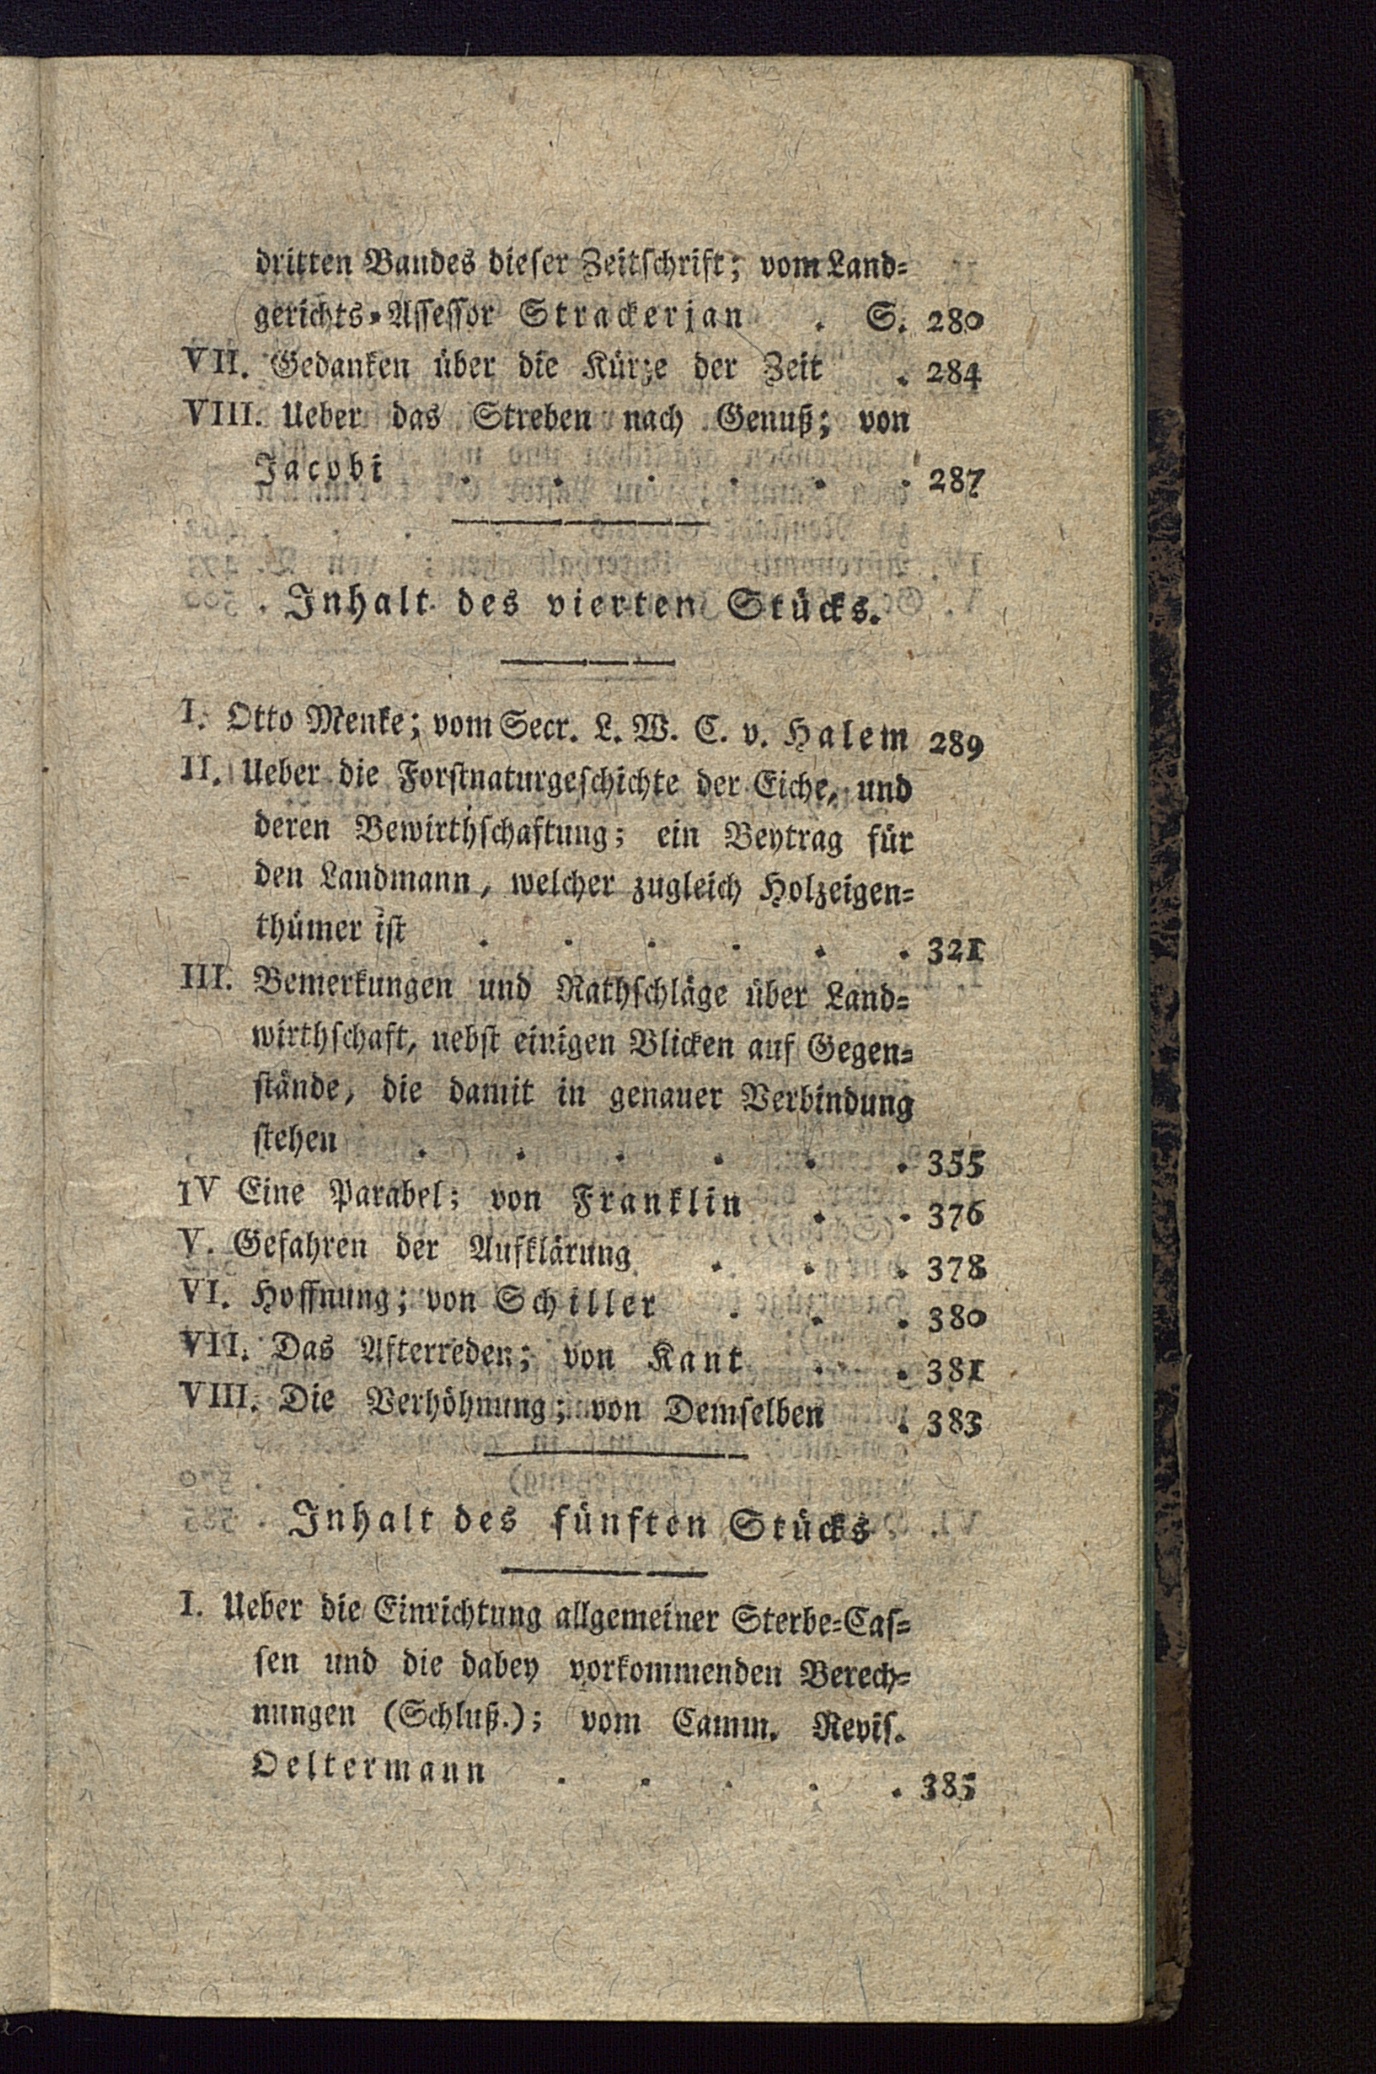 dritten Bandes dieser Zeitschrift; vom Land-
gerichts-Assessor Strackerjan . S. 280
VII. Gedanken über die Kürze der Zeit . 284
VIII. Ueber das Streben nach Genuß; von
Jacobi . . . . . . 287
Inhalt des vierten Stücks.
I. Otto Menke; vom Secr. L. W. C. v. Halem 289
II. Ueber die Forstnaturgeschichte der Eiche, und
deren Bewirthschaftung; ein Beytrag für
den Landmann, welcher zugleich Holzeigen-
thümer ist . . . . . . 321
III. Bemerkungen und Rathschläge über Land-
wirthschaft, nebst einigen Blicken auf Gegen-
stände, die damit in genauer Verbindung
stehen . . . . . . 355
IV Eine Parabel; von Franklin . . 376
V. Gefahren der Aufklärung . . . 378
VI. Hoffnung; von Schiller . . . 380
VII. Das Afterreden; von Kant . . 381
VIII. Die Verhöhnung; von Demselben . 383
Inhalt des fünften Stücks
I. Ueber die Einrichtung allgemeiner Sterbe-Cas-
sen und die dabey vorkommenden Berech-
nungen (Schluß.); vom Camm. Revis.
Oeltermann . . . . . 385